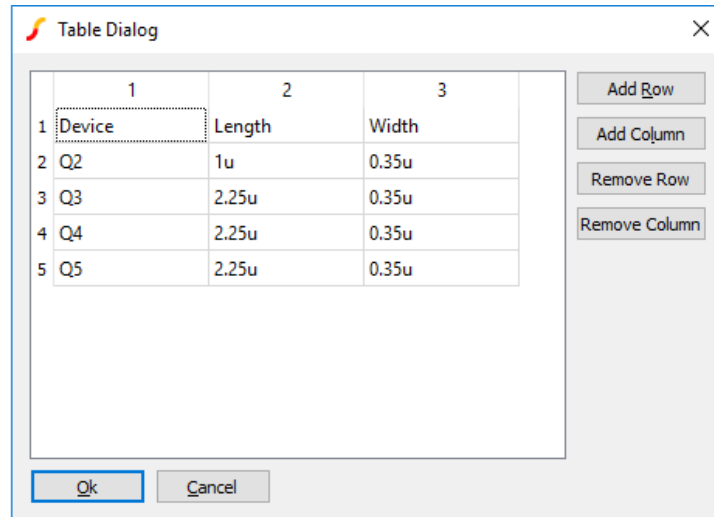 Table Dialog
1 2 3 Add Row
1 Device Length Width Add Column
2 Q2 1u 0.35u Remove Row
3 Q3 2.25u 0.35u Remove Column
4 Q4 2.25u 0.35u
5 Q5 2.25u 0.35u
Ok Cancel